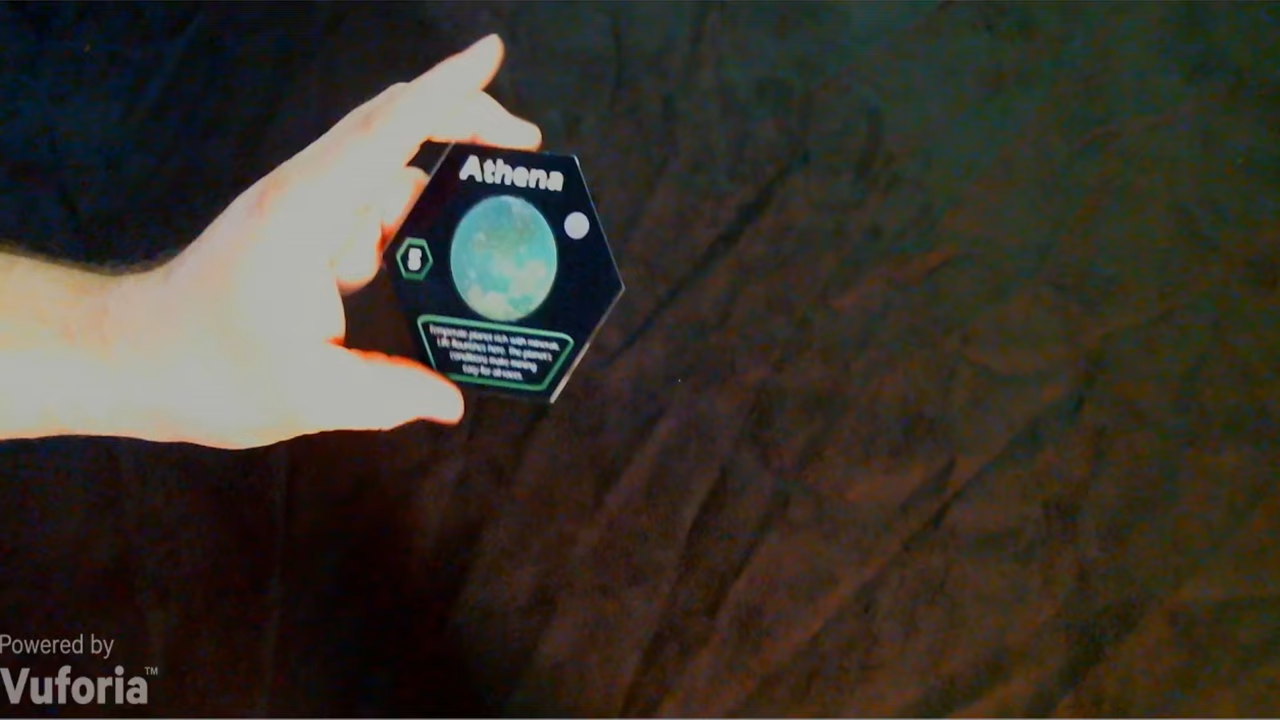 Athena
5
Temperate planet rich with minerals.
Life flourishes here. The planet's
conditions make mining
easy for all races.
Powered by
Vuforia™